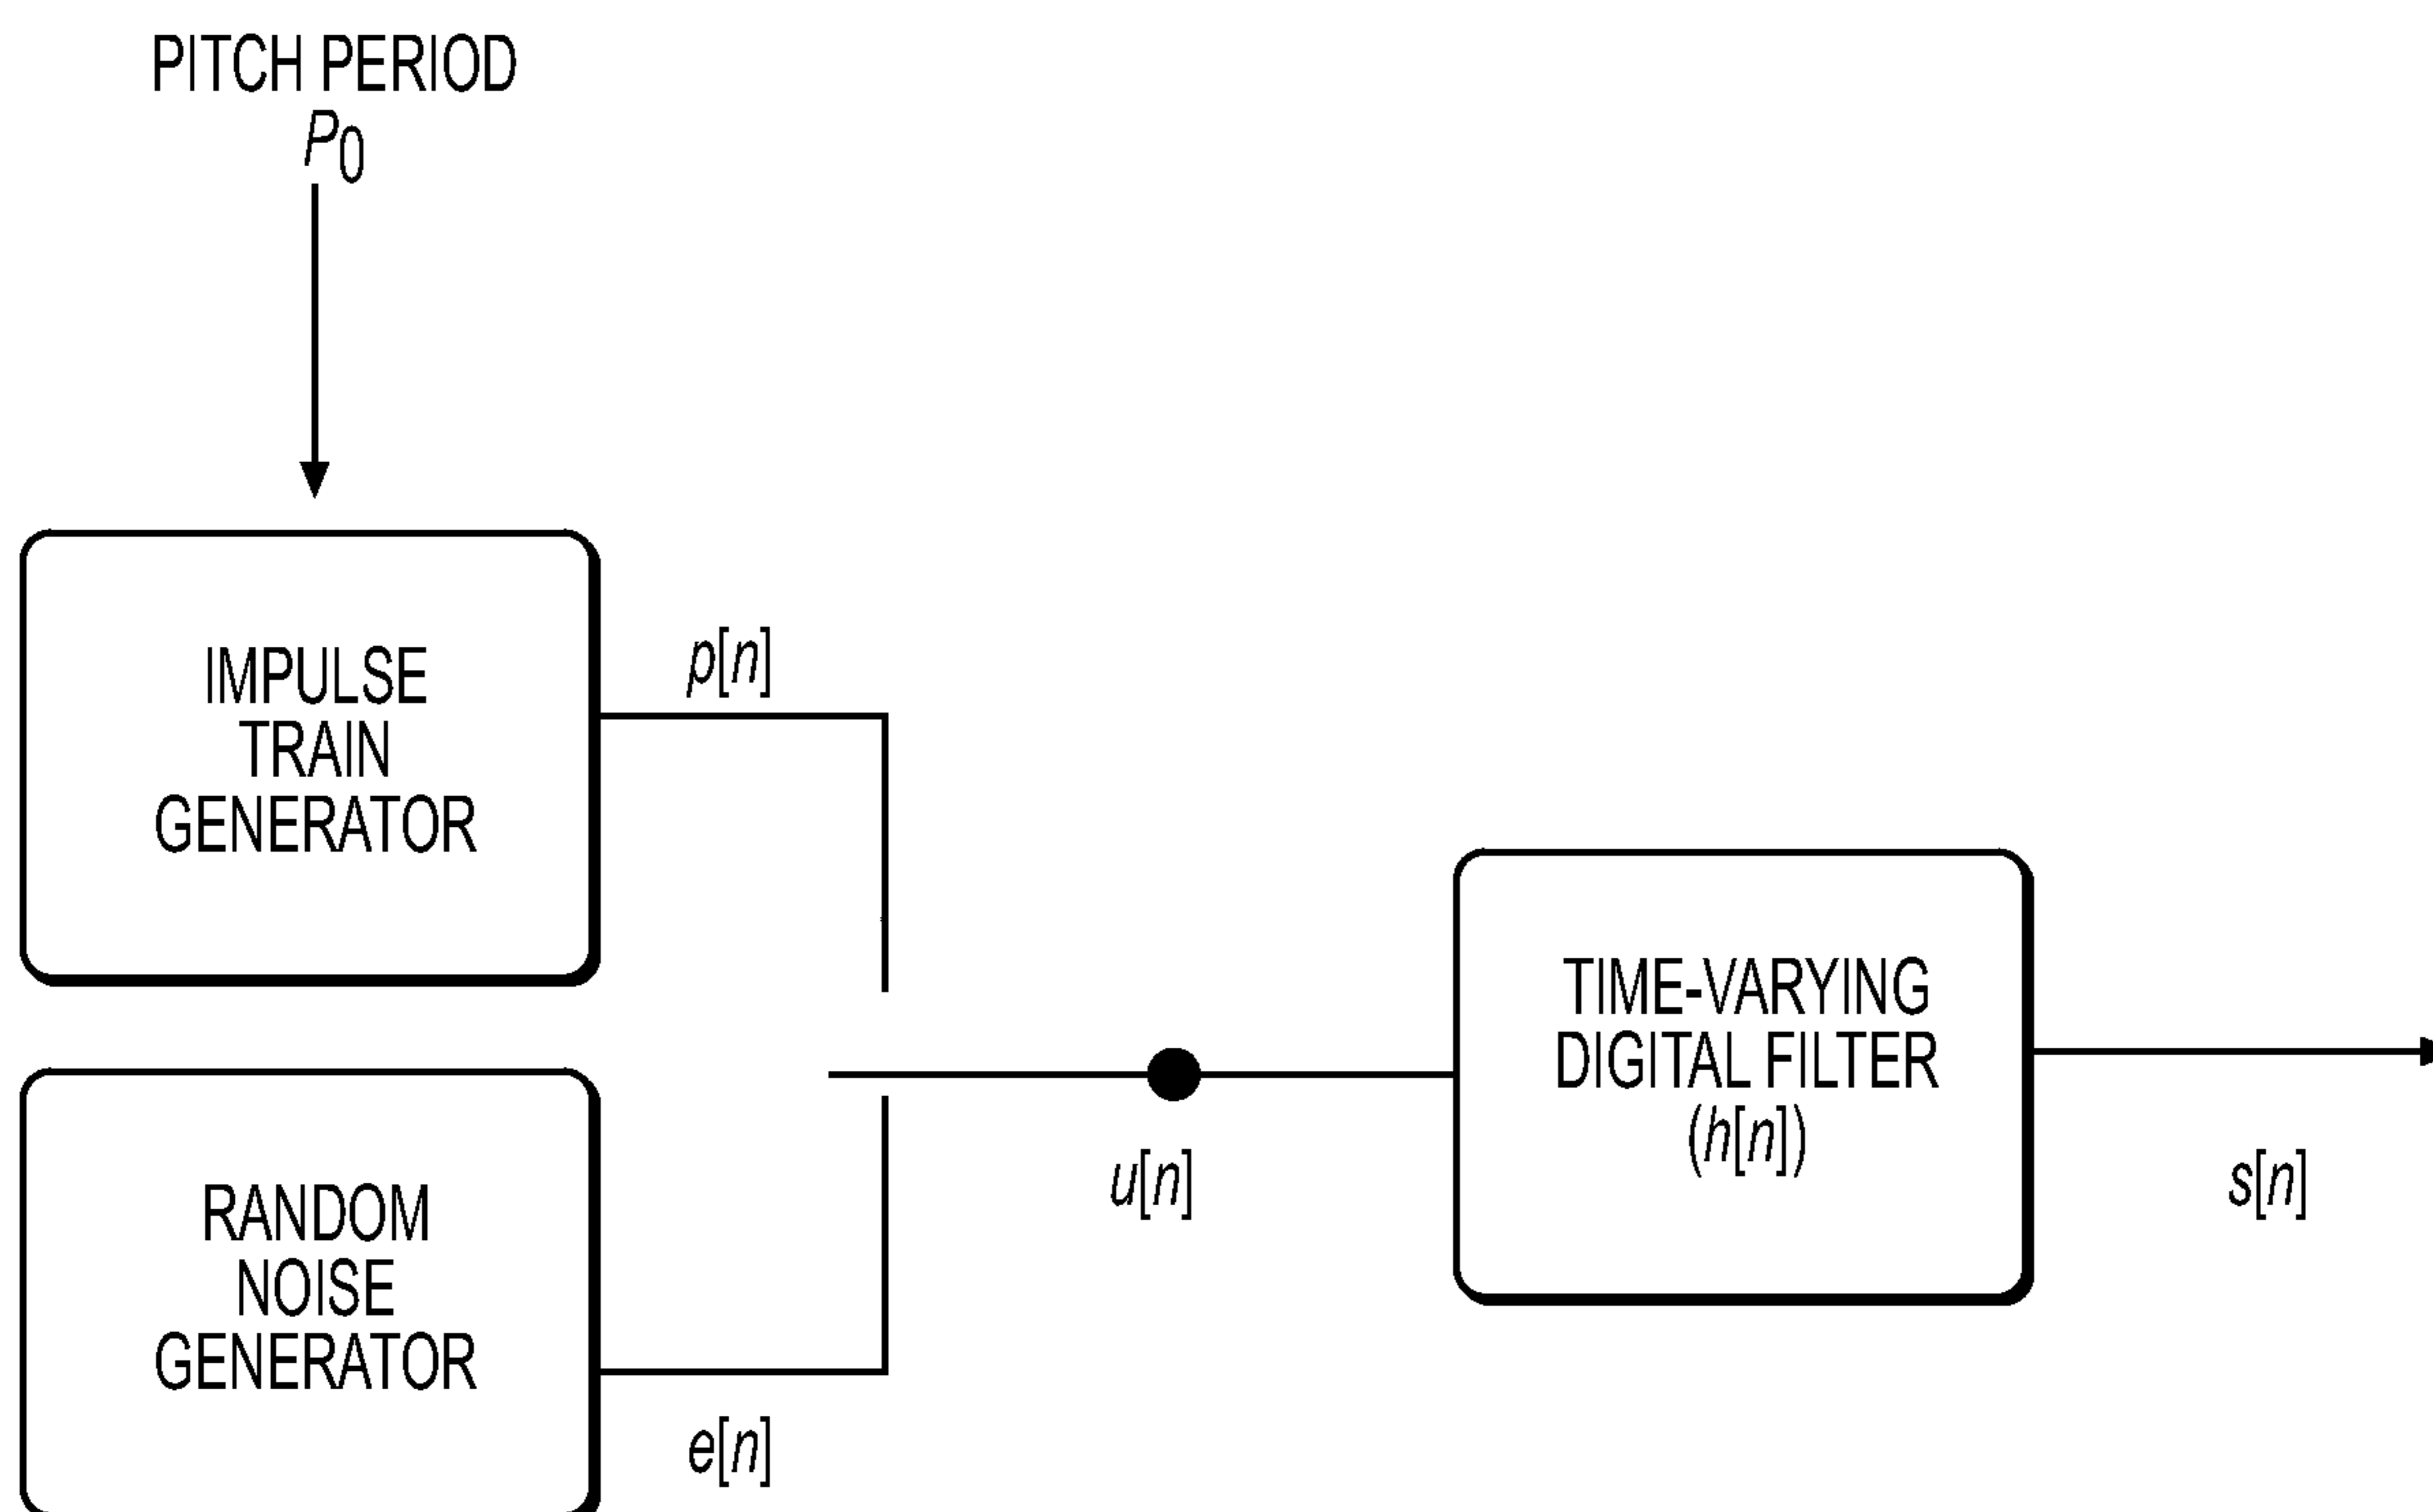 PITCH PERIOD
P0
IMPULSE
TRAIN
GENERATOR
p[n]
RANDOM
NOISE
GENERATOR
e[n]
u[n]
TIME-VARYING
DIGITAL FILTER
(h[n])
s[n]